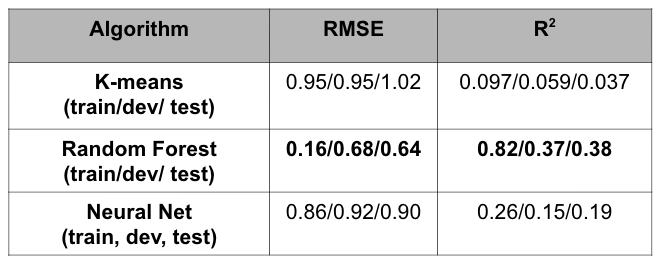 Algorithm RMSE R²
K-means 0.95/0.95/1.02 0.097/0.059/0.037
(train/dev/ test)
Random Forest 0.16/0.68/0.64 0.82/0.37/0.38
(train/dev/ test)
Neural Net 0.86/0.92/0.90 0.26/0.15/0.19
(train, dev, test)